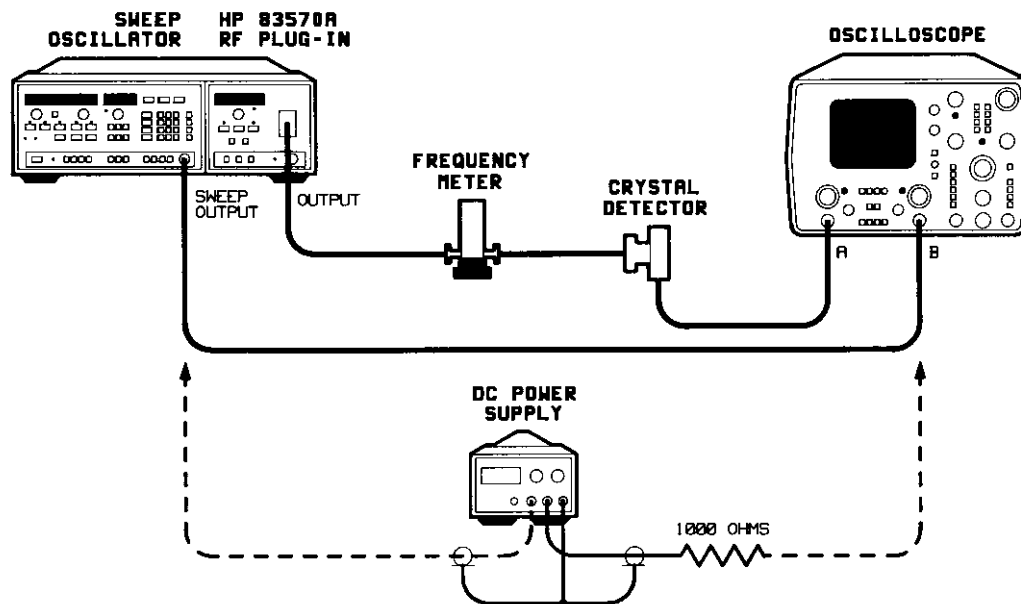 SWEEP
OSCILLATOR
HP 83570A
RF PLUG-IN
OSCILLOSCOPE
SWEEP
OUTPUT
OUTPUT
FREQUENCY
METER
CRYSTAL
DETECTOR
A
B
DC POWER
SUPPLY
1000 OHMS